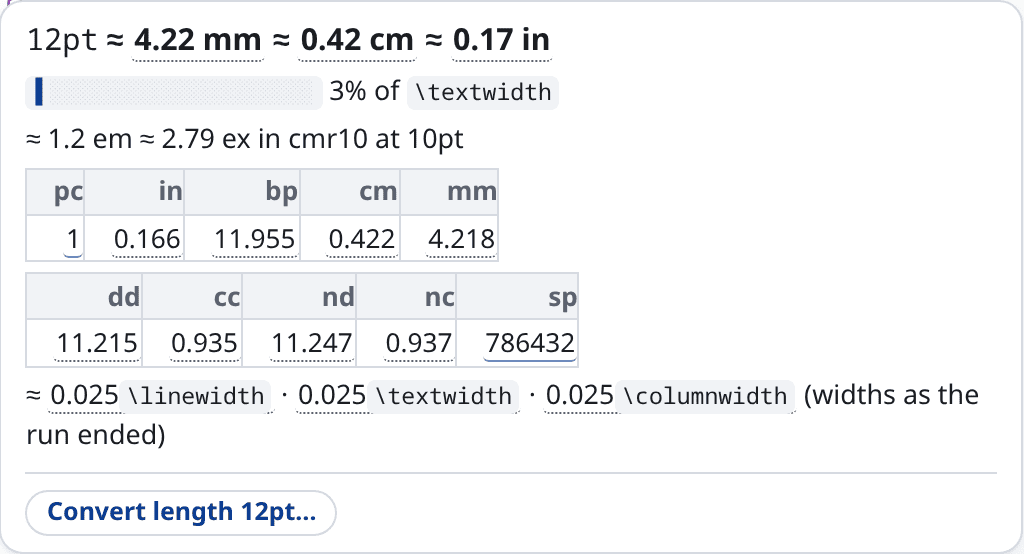 12pt ≈ 4.22 mm ≈ 0.42 cm ≈ 0.17 in
3% of \textwidth
≈ 1.2 em ≈ 2.79 ex in cmr10 at 10pt
pc in bp cm mm
1 0.166 11.955 0.422 4.218
dd cc nd nc sp
11.215 0.935 11.247 0.937 786432
≈ 0.025\linewidth · 0.025\textwidth · 0.025\columnwidth (widths as the
run ended)
Convert length 12pt...